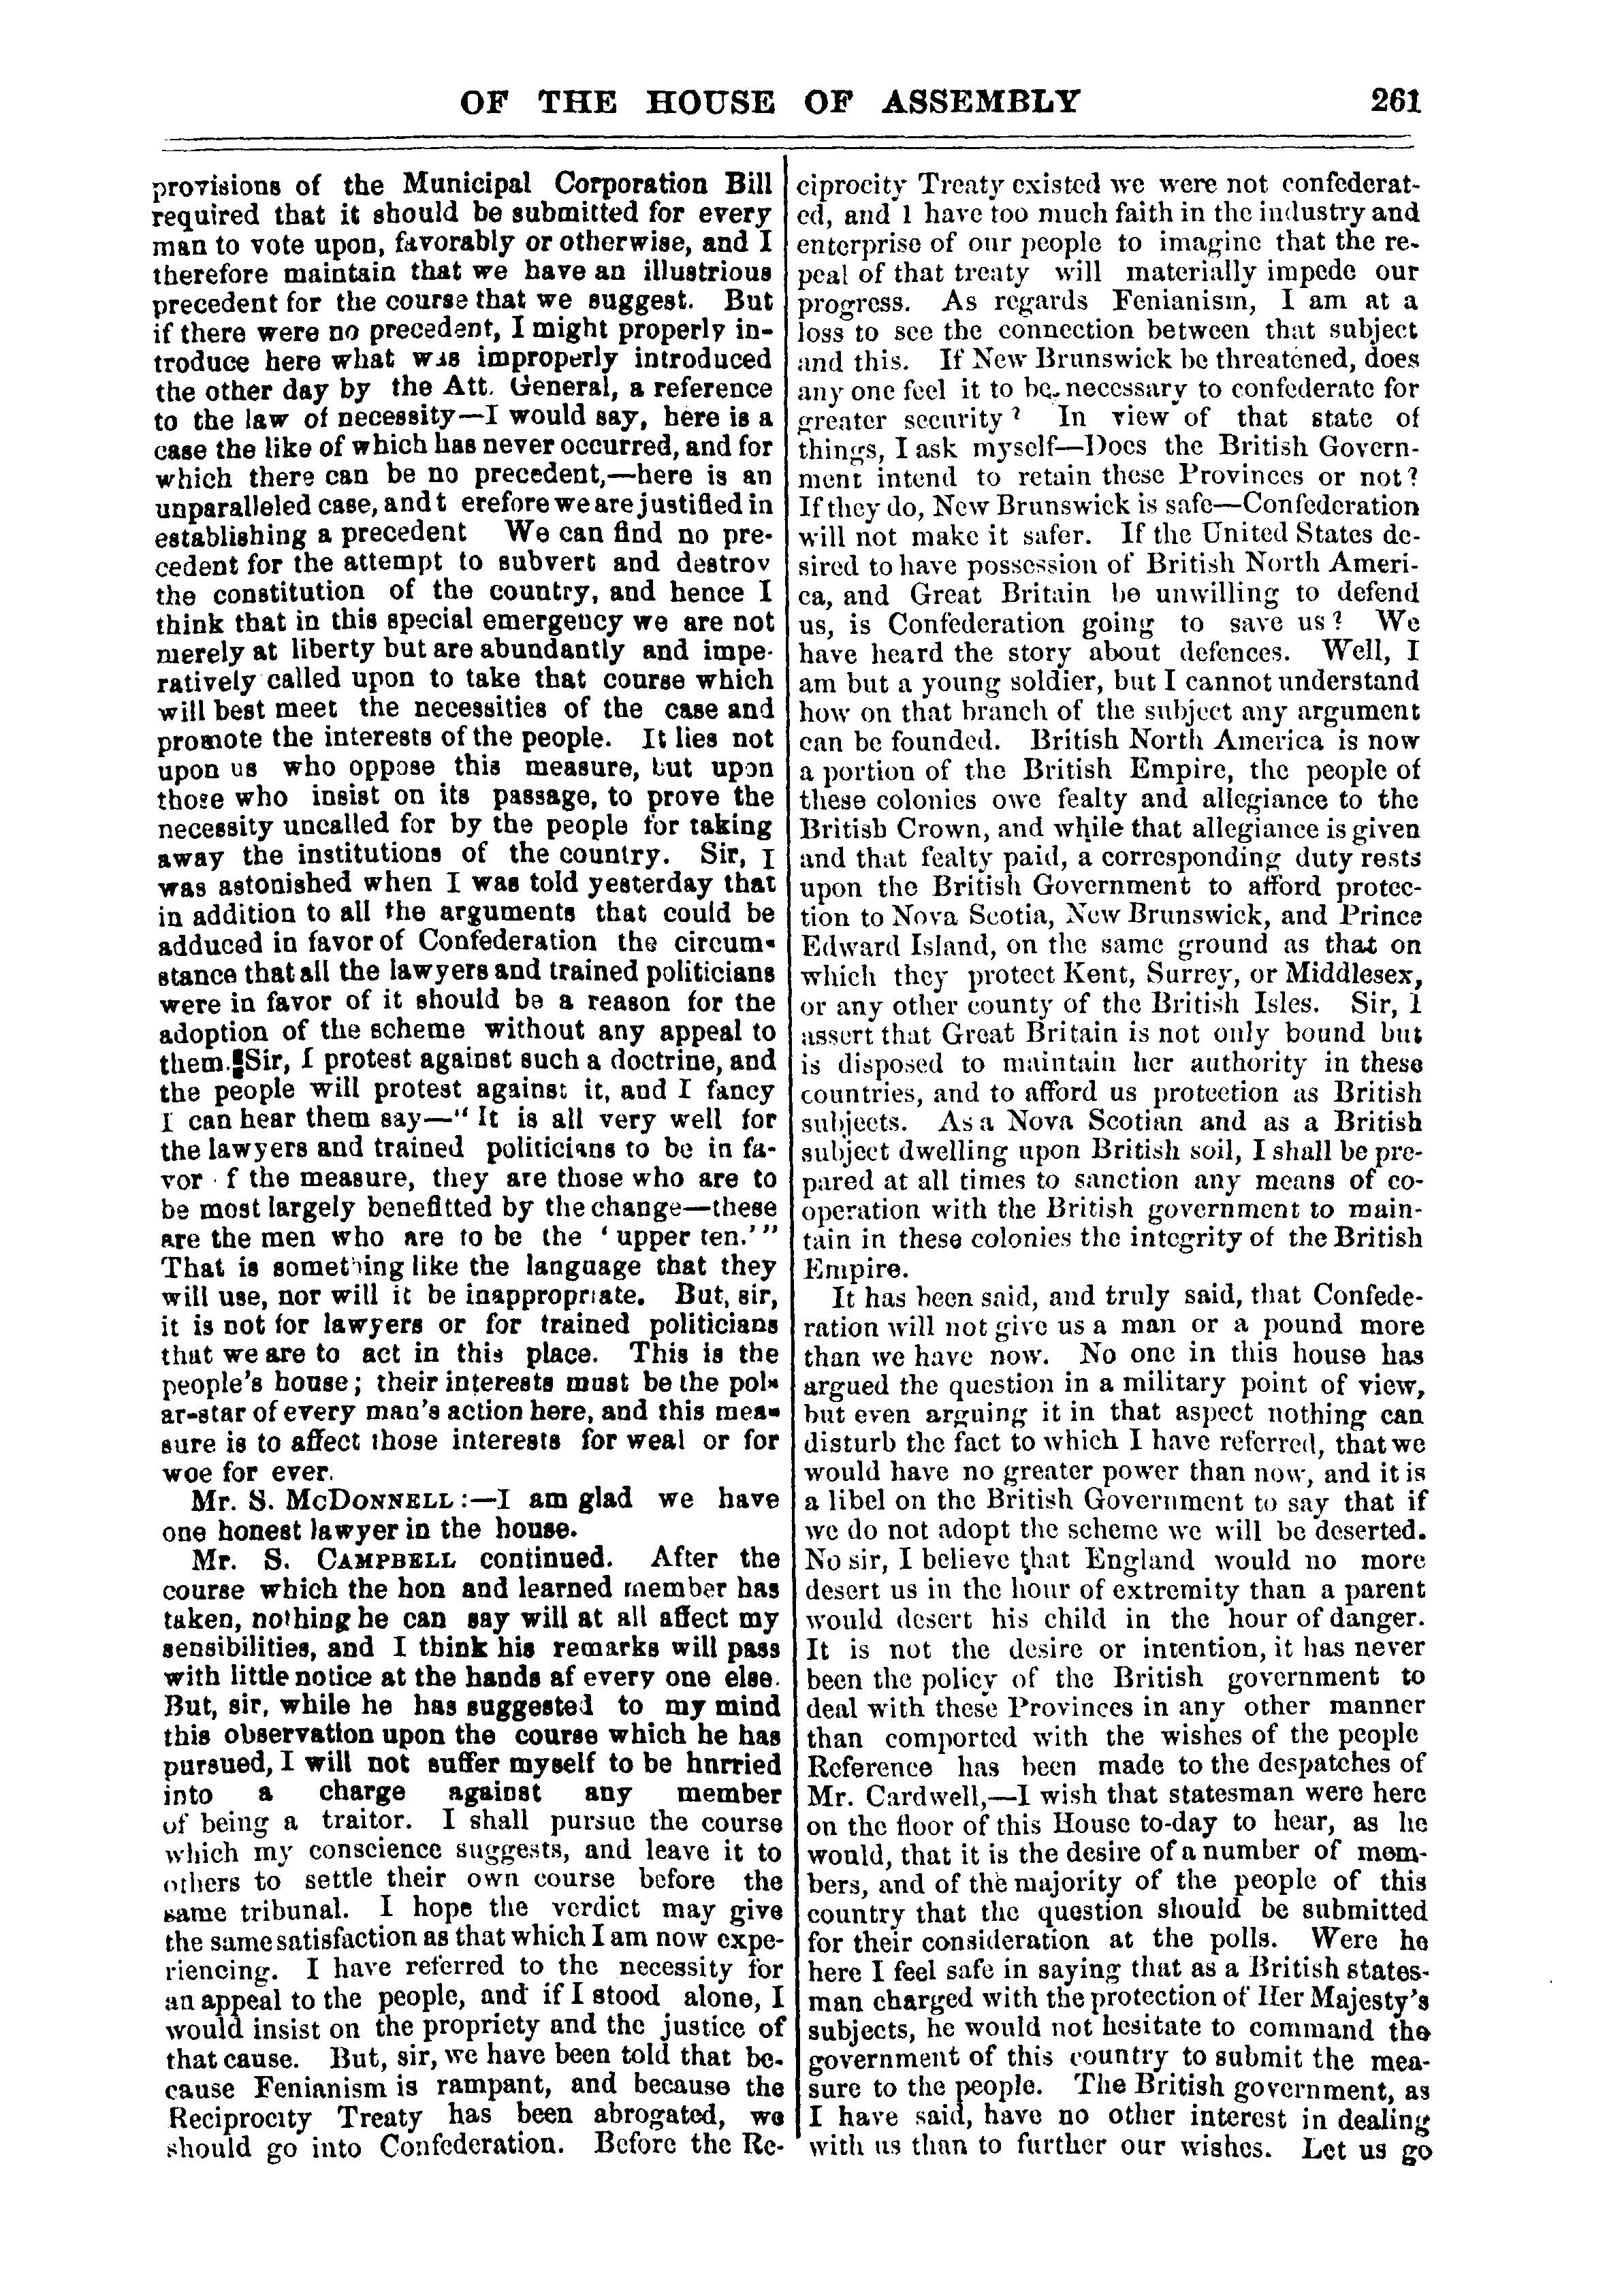 OF THE HOUSE OF ASSEMBLY 261
provisions of the Municipal Corporation Bill
required that it should be submitted for every
man to vote upon, favorably or otherwise, and I
therefore maintain that we have an illustrious
precedent for the course that we suggest. But
if there were no precedent, I might properly in-
troduce here what was improperly introduced
the other day by the Att. General, a reference
to the law of necessity—I would say, here is a
case the like of which has never occurred, and for
which there can be no precedent,—here is an
unparalleled case, and t erefore we are justified in
establishing a precedent We can find no pre-
cedent for the attempt to subvert and destroy
the constitution of the country, and hence I
think that in this special emergency we are not
merely at liberty but are abundantly and impe-
ratively called upon to take that course which
will best meet the necessities of the case and
promote the interests of the people. It lies not
upon us who oppose this measure, but upon
those who insist on its passage, to prove the
necessity uncalled for by the people for taking
away the institutions of the country. Sir, I
was astonished when I was told yesterday that
in addition to all the arguments that could be
adduced in favor of Confederation the circum-
stance that all the lawyers and trained politicians
were in favor of it should be a reason for the
adoption of the scheme without any appeal to
them. Sir, I protest against such a doctrine, and
the people will protest against it, and I fancy
I can hear them say—"It is all very well for
the lawyers and trained politicians to be in fa-
vor f the measure, they are those who are to
be most largely benefitted by the change—these
are the men who are to be the 'upper ten.'"
That is something like the language that they
will use, nor will it be inappropriate. But, sir,
it is not for lawyers or for trained politicians
that we are to act in this place. This is the
people's house; their interests must be the pol-
ar-star of every man's action here, and this mea-
sure is to affect those interests for weal or for
woe for ever.
Mr. S. McDONNELL:—I am glad we have
one honest lawyer in the house.
Mr. S. CAMPBELL continued. After the
course which the hon and learned member has
taken, nothing he can say will at all affect my
sensibilities, and I think his remarks will pass
with little notice at the hands af every one else.
But, sir, while he has suggested to my mind
this observation upon the course which he has
pursued, I will not suffer myself to be hnrried
into a charge against any member
of being a traitor. I shall pursue the course
which my conscience suggests, and leave it to
others to settle their own course before the
same tribunal. I hope the verdict may give
the same satisfaction as that which I am now expe-
riencing. I have referred to the necessity for
an appeal to the people, and if I stood alone, I
would insist on the propriety and the justice of
that cause. But, sir, we have been told that be-
cause Fenianism is rampant, and because the
Reciprocity Treaty has been abrogated, we
should go into Confederation. Before the Re-
ciprocity Treaty existed we were not confederat-
ed, and I have too much faith in the industry and
enterprise of our people to imagine that the re-
peal of that treaty will materially impede our
progress. As regards Fenianism, I am at a
loss to see the connection between that subject
and this. If New Brunswick be threatened, does
any one feel it to be necessary to confederate for
greater security? In view of that state of
things, I ask myself—Does the British Govern-
ment intend to retain these Provinces or not?
If they do, New Brunswick is safe—Confederation
will not make it safer. If the United States de-
sired to have possession of British North Ameri-
ca, and Great Britain be unwilling to defend
us, is Confederation going to save us? We
have heard the story about defences. Well, I
am but a young soldier, but I cannot understand
how on that branch of the subject any argument
can be founded. British North America is now
a portion of the British Empire, the people of
these colonies owe fealty and allegiance to the
British Crown, and while that allegiance is given
and that fealty paid, a corresponding duty rests
upon the British Government to afford protec-
tion to Nova Scotia, New Brunswick, and Prince
Edward Island, on the same ground as that on
which they protect Kent, Surrey, or Middlesex,
or any other county of the British Isles. Sir, I
assert that Great Britain is not only bound but
is disposed to maintain her authority in these
countries, and to afford us protection as British
subjects. As a Nova Scotian and as a British
subject dwelling upon British soil, I shall be pre-
pared at all times to sanction any means of co-
operation with the British government to main-
tain in these colonies the integrity of the British
Empire.
It has been said, and truly said, that Confede-
ration will not give us a man or a pound more
than we have now. No one in this house has
argued the question in a military point of view,
but even arguing it in that aspect nothing can
disturb the fact to which I have referred, that we
would have no greater power than now, and it is
a libel on the British Government to say that if
we do not adopt the scheme we will be deserted.
No sir, I believe that England would no more
desert us in the hour of extremity than a parent
would desert his child in the hour of danger.
It is not the desire or intention, it has never
been the policy of the British government to
deal with these Provinces in any other manner
than comported with the wishes of the people
Reference has been made to the despatches of
Mr. Cardwell,—I wish that statesman were here
on the floor of this House to-day to hear, as he
would, that it is the desire of a number of mem-
bers, and of the majority of the people of this
country that the question should be submitted
for their consideration at the polls. Were he
here I feel safe in saying that as a British states-
man charged with the protection of Her Majesty's
subjects, he would not hesitate to command the
government of this country to submit the mea-
sure to the people. The British government, as
I have said, have no other interest in dealing
with us than to further our wishes. Let us go